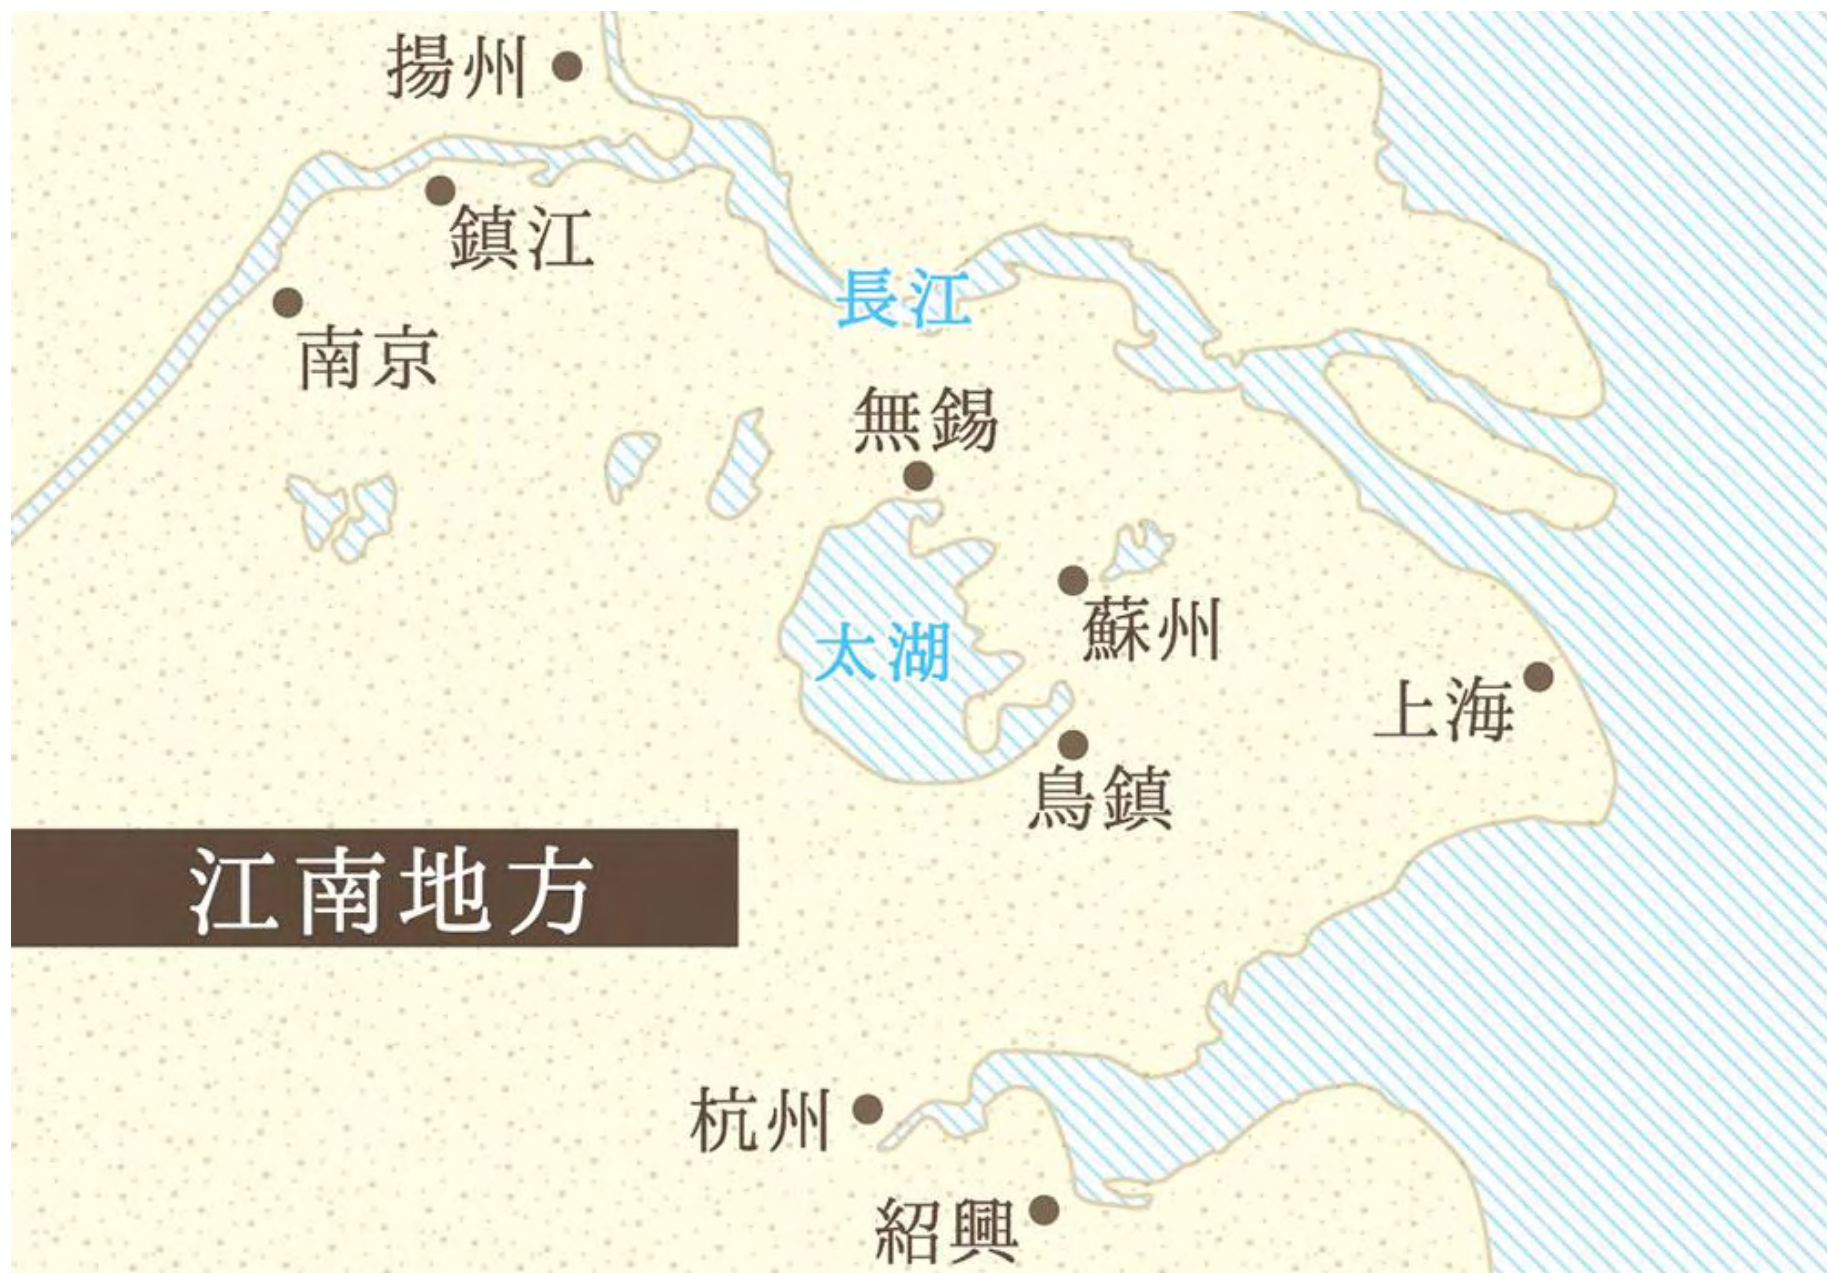 揚州
鎮江
長江
南京
無錫
蘇州
太湖
上海
鳥鎮
江南地方
杭州
紹興